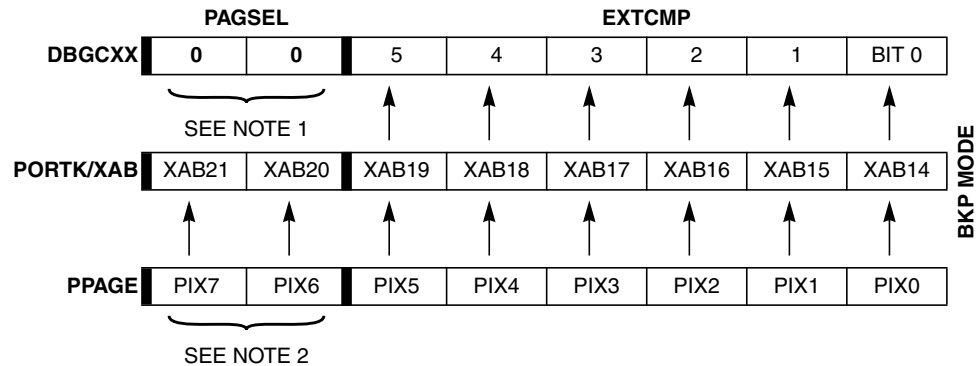 PAGSEL EXTCMP
DBGCXX 0 0 5 4 3 2 1 BIT 0
SEE NOTE 1
PORTK/XAB XAB21 XAB20 XAB19 XAB18 XAB17 XAB16 XAB15 XAB14
BKP MODE
PPAGE PIX7 PIX6 PIX5 PIX4 PIX3 PIX2 PIX1 PIX0
SEE NOTE 2